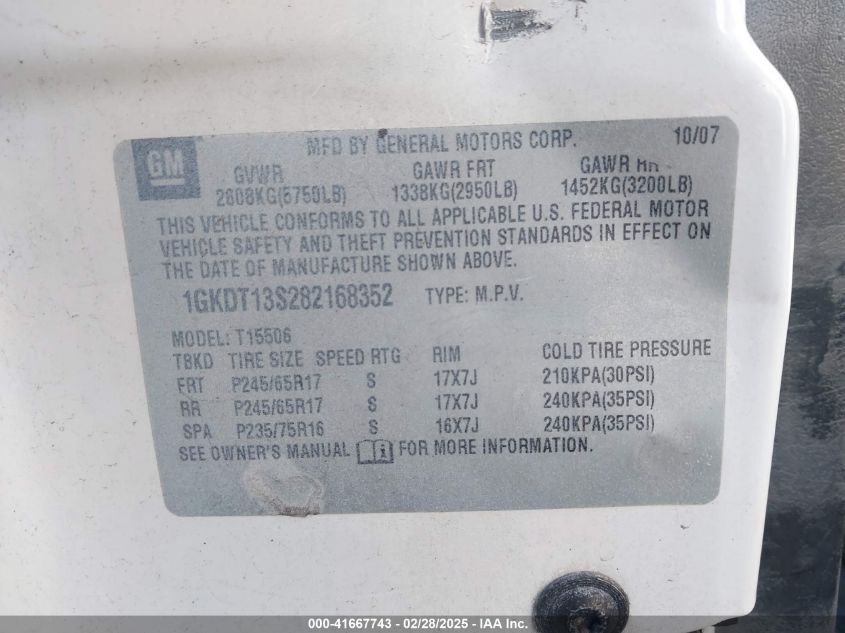 GM
MFD BY GENERAL MOTORS CORP. 10/07
GVWR GAWR FRT GAWR RR
2608KG(5750LB) 1338KG(2950LB) 1452KG(3200LB)
THIS VEHICLE CONFORMS TO ALL APPLICABLE U.S. FEDERAL MOTOR
VEHICLE SAFETY AND THEFT PREVENTION STANDARDS IN EFFECT ON
THE DATE OF MANUFACTURE SHOWN ABOVE.
1GKDT13S282168352 TYPE: M.P.V.
MODEL: T15506
TBKD TIRE SIZE SPEED RTG RIM COLD TIRE PRESSURE
FRT P245/65R17 S 17X7J 210KPA(30PSI)
RR P245/65R17 S 17X7J 240KPA(35PSI)
SPA P235/75R16 S 16X7J 240KPA(35PSI)
SEE OWNER'S MANUAL FOR MORE INFORMATION.
000-41667743 - 02/28/2025 - IAA Inc.